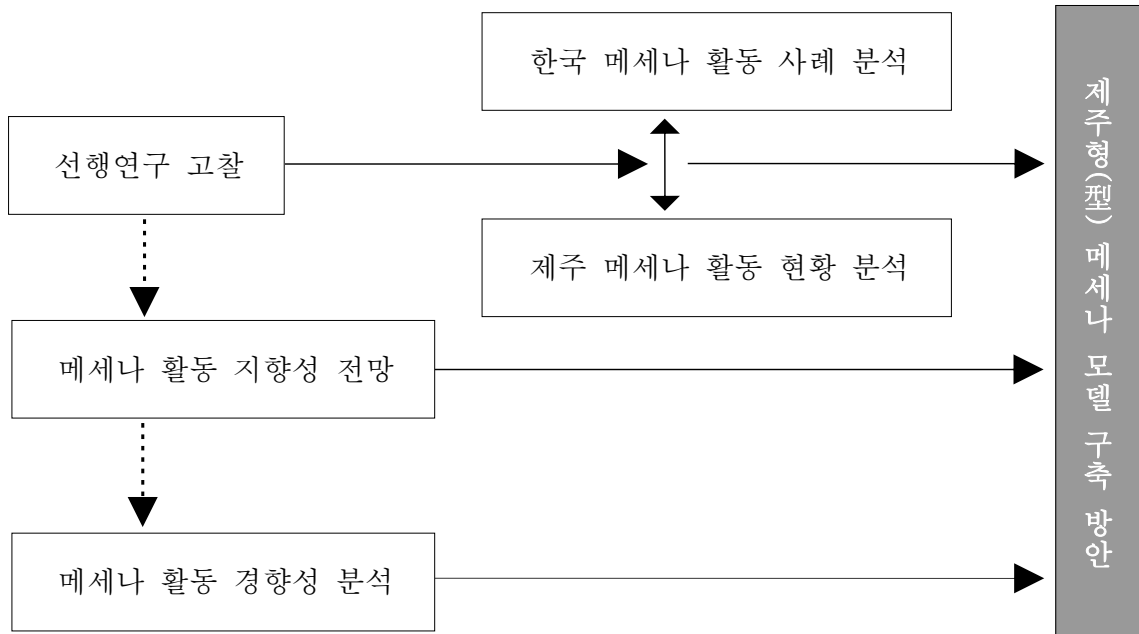 한국 메세나 활동 사례 분석
선행연구 고찰
제주 메세나 활동 현황 분석
메세나 활동 지향성 전망
메세나 활동 경향성 분석
제주형(型) 메세나 모델 구축 방안